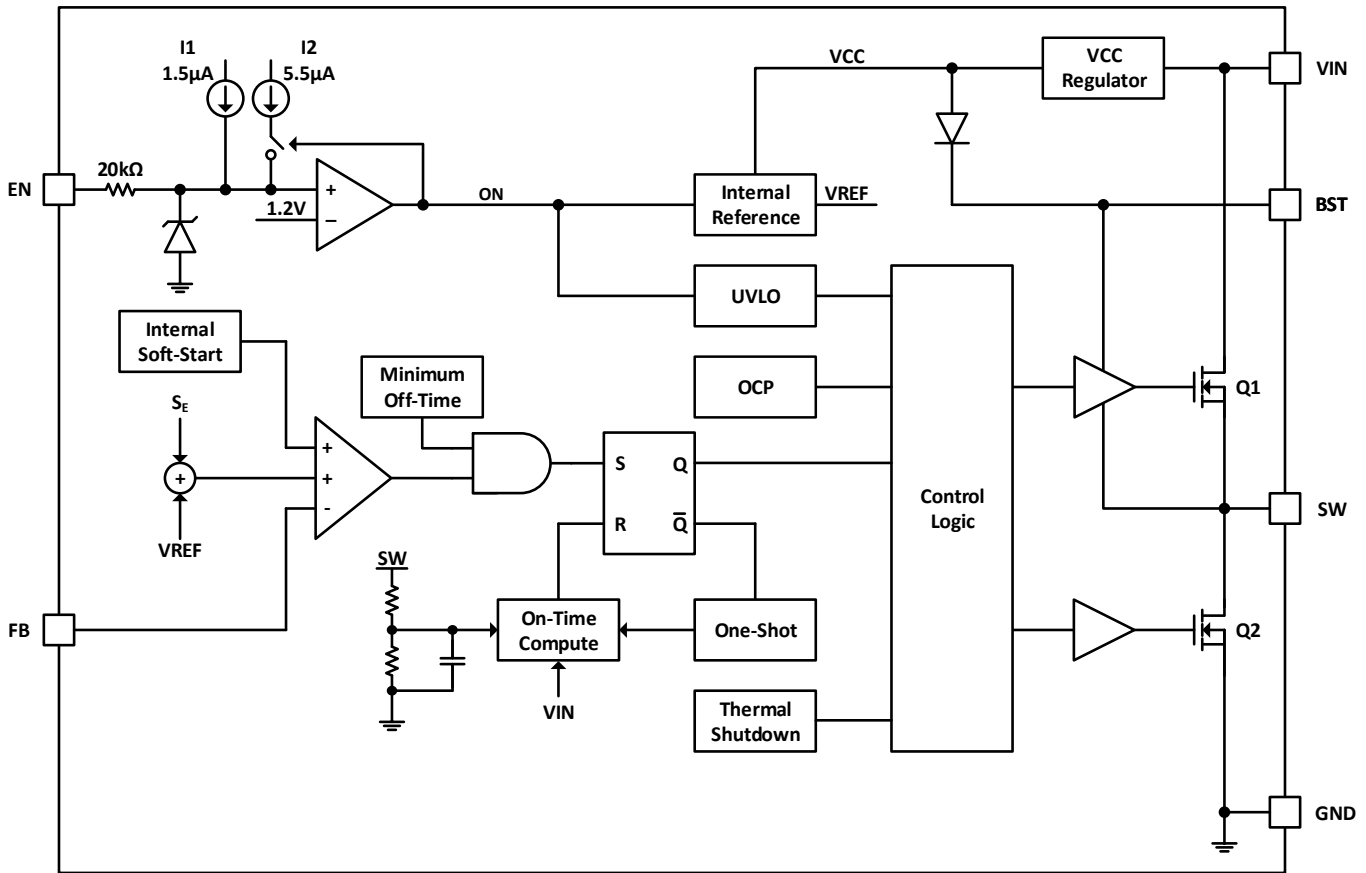 I1
1.5µA
I2
5.5µA
VCC
VCC
Regulator
VIN
EN
20kΩ
+
1.2V
−
ON
Internal
Reference
VREF
BST
UVLO
Internal
Soft-Start
Minimum
Off-Time
OCP
Q1
SE
+
+
+
-
S
Q
R
Q̅
Control
Logic
SW
VREF
SW
FB
On-Time
Compute
One-Shot
Q2
VIN
Thermal
Shutdown
GND